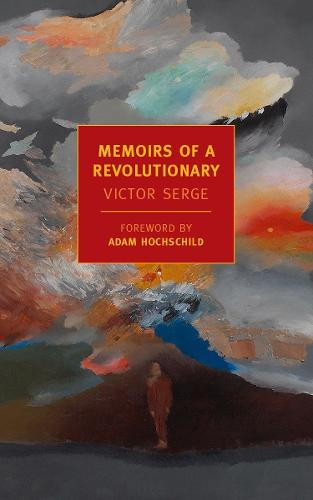 MEMOIRS OF A
REVOLUTIONARY
VICTOR SERGE
FOREWORD BY
ADAM HOCHSCHILD